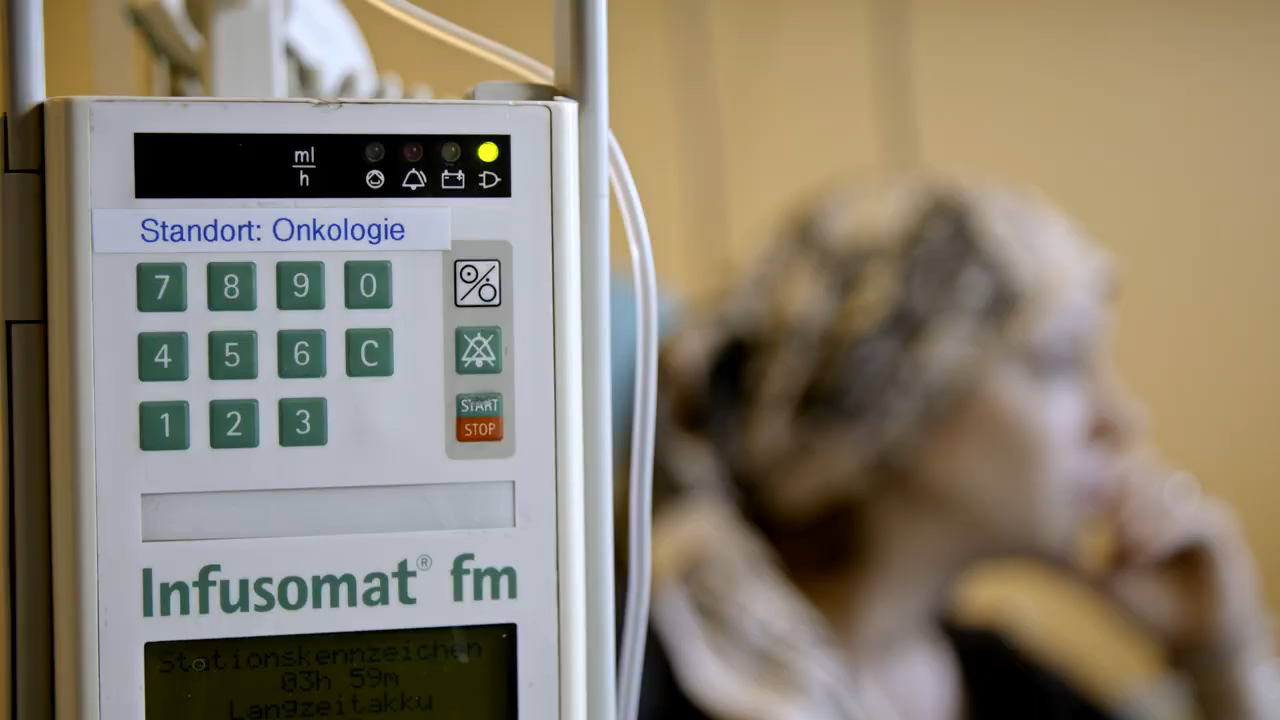 ml
h
Standort: Onkologie
7 8 9 0
4 5 6 C
1 2 3
START
STOP
Infusomat® fm
Stationskennzeichen
03h 59m
Langzeitakku